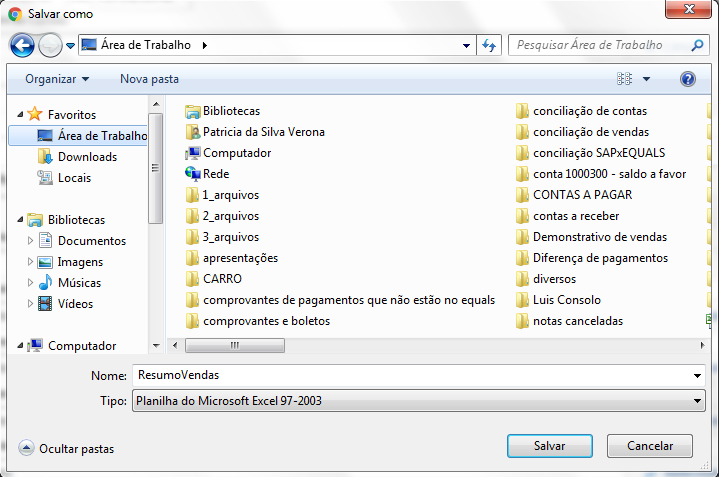 Salvar como
Área de Trabalho
Pesquisar Área de Trabalho
Organizar
Nova pasta
Favoritos
Área de Trabalho
Downloads
Locais
Bibliotecas
Documentos
Imagens
Músicas
Vídeos
Computador
Bibliotecas
Patricia da Silva Verona
Computador
Rede
1_arquivos
2_arquivos
3_arquivos
apresentações
CARRO
comprovantes de pagamentos que não estão no equals
comprovantes e boletos
conciliação de contas
conciliação de vendas
conciliação SAPxEQUALS
conta 1000300 - saldo a favor
CONTAS A PAGAR
contas a receber
Demonstrativo de vendas
Diferença de pagamentos
diversos
Luis Consolo
notas canceladas
Nome: ResumoVendas
Tipo: Planilha do Microsoft Excel 97-2003
Ocultar pastas
Salvar
Cancelar